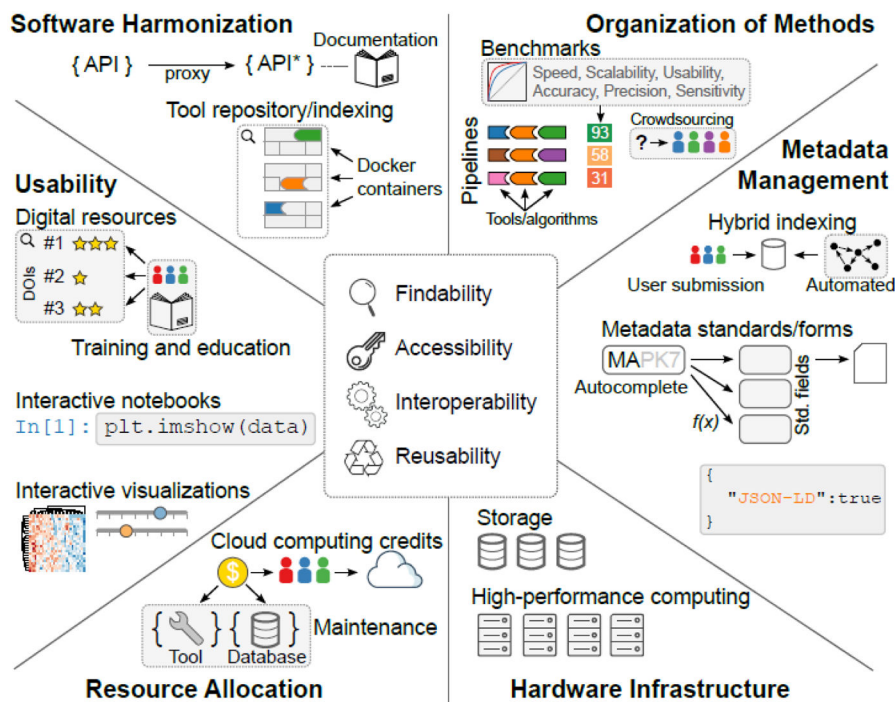 Software Harmonization
{ API }
proxy
{ API* }
Documentation
Tool repository/indexing
Docker
containers
Organization of Methods
Benchmarks
Speed, Scalability, Usability,
Accuracy, Precision, Sensitivity
Pipelines
93
58
31
Crowdsourcing
?
Tools/algorithms
Usability
Digital resources
DOIs
#1
#2
#3
Training and education
Interactive notebooks
In[1]: plt.imshow(data)
Interactive visualizations
Findability
Accessibility
Interoperability
Reusability
Metadata
Management
Hybrid indexing
User submission
Automated
Metadata standards/forms
MAPK7
Autocomplete
f(x)
Std. fields
{
"JSON-LD":true
}
Cloud computing credits
$
{ } { } Maintenance
Tool
Database
Resource Allocation
Storage
High-performance computing
Hardware Infrastructure